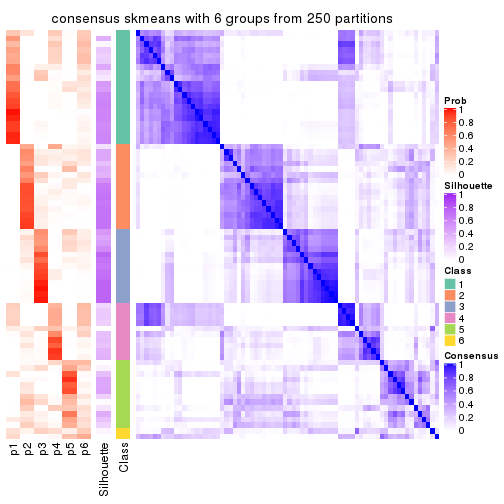 consensus skmeans with 6 groups from 250 partitions
Prob
1
0.8
0.6
0.4
0.2
0
Silhouette
1
0.8
0.6
0.4
0.2
0
Class
1
2
3
4
5
6
Consensus
1
0.8
0.6
0.4
0.2
0
p1
p2
p3
p4
p5
p6
Silhouette
Class